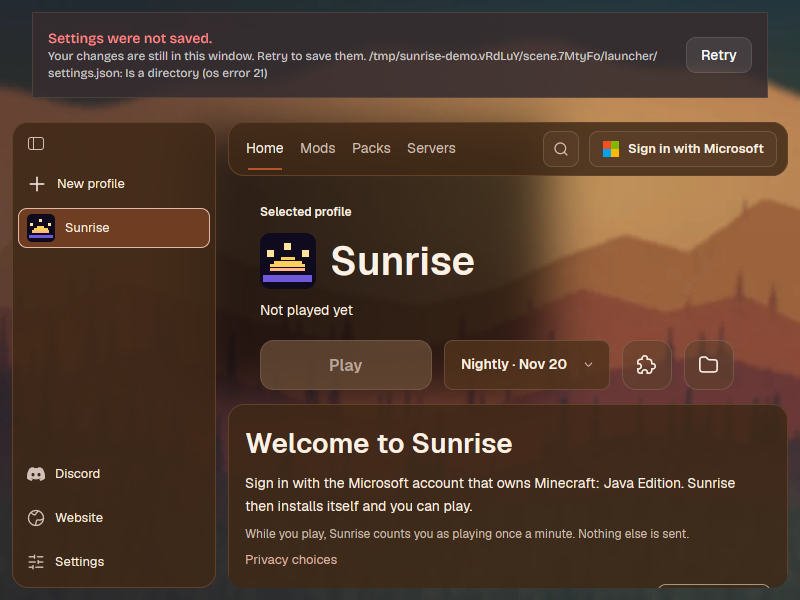 Settings were not saved.
Your changes are still in this window. Retry to save them. /tmp/sunrise-demo.vRdLuY/scene.7MtyFo/launcher/
settings.json: Is a directory (os error 21)
Retry
New profile
Sunrise
Discord
Website
Settings
Home Mods Packs Servers
Sign in with Microsoft
Selected profile
Sunrise
Not played yet
Play
Nightly · Nov 20
Welcome to Sunrise
Sign in with the Microsoft account that owns Minecraft: Java Edition. Sunrise
then installs itself and you can play.
While you play, Sunrise counts you as playing once a minute. Nothing else is sent.
Privacy choices